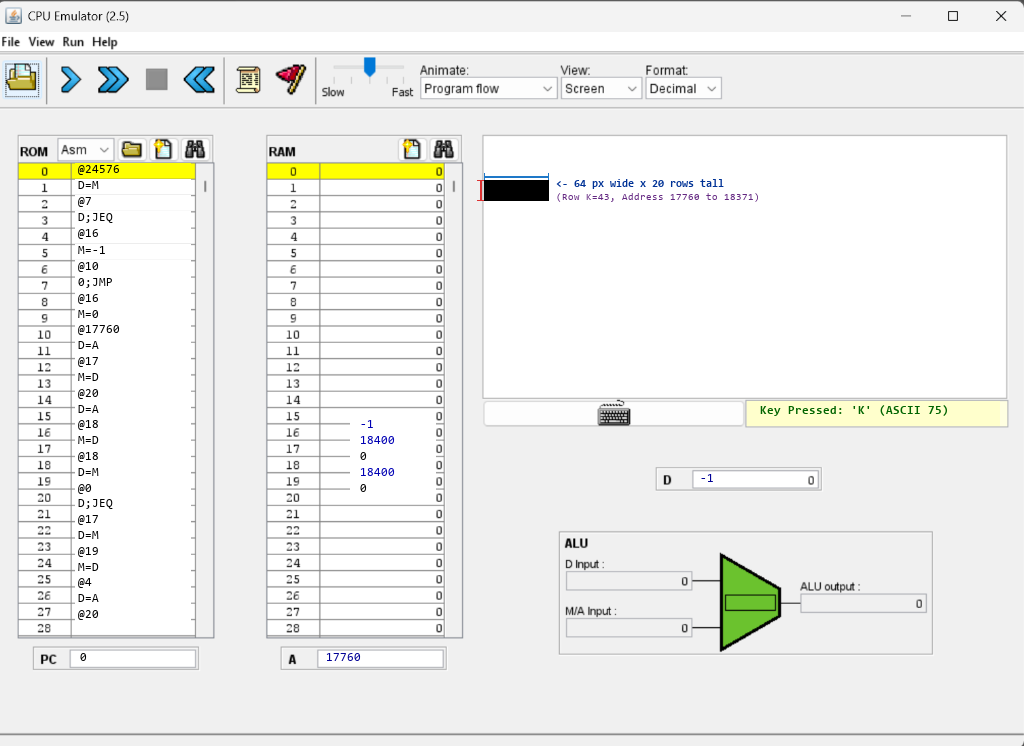 CPU Emulator (2.5)
File View Run Help
Animate: View: Format:
Slow Fast Program flow Screen Decimal
ROM Asm
0 @24576
1 D=M
2 @7
3 D;JEQ
4 @16
5 M=-1
6 @10
7 0;JMP
8 @16
9 M=0
10 @17760
11 D=A
12 @17
13 M=D
14 @20
15 D=A
16 @18
17 M=D
18 @18
19 D=M
20 @0
21 D;JEQ
22 @17
23 D=M
24 @19
25 M=D
26 @4
27 D=A
28 @20
PC 0
RAM
0 0
1 0
2 0
3 0
4 0
5 0
6 0
7 0
8 0
9 0
10 0
11 0
12 0
13 0
14 0
15 0
16 -1 0
17 18400 0
18 0 0
19 18400 0
20 0 0
21 0
22 0
23 0
24 0
25 0
26 0
27 0
28 0
A 17760
<- 64 px wide x 20 rows tall
(Row K=43, Address 17760 to 18371)
Key Pressed: 'K' (ASCII 75)
D -1 0
ALU
D Input :
0
M/A Input :
0
ALU output :
0